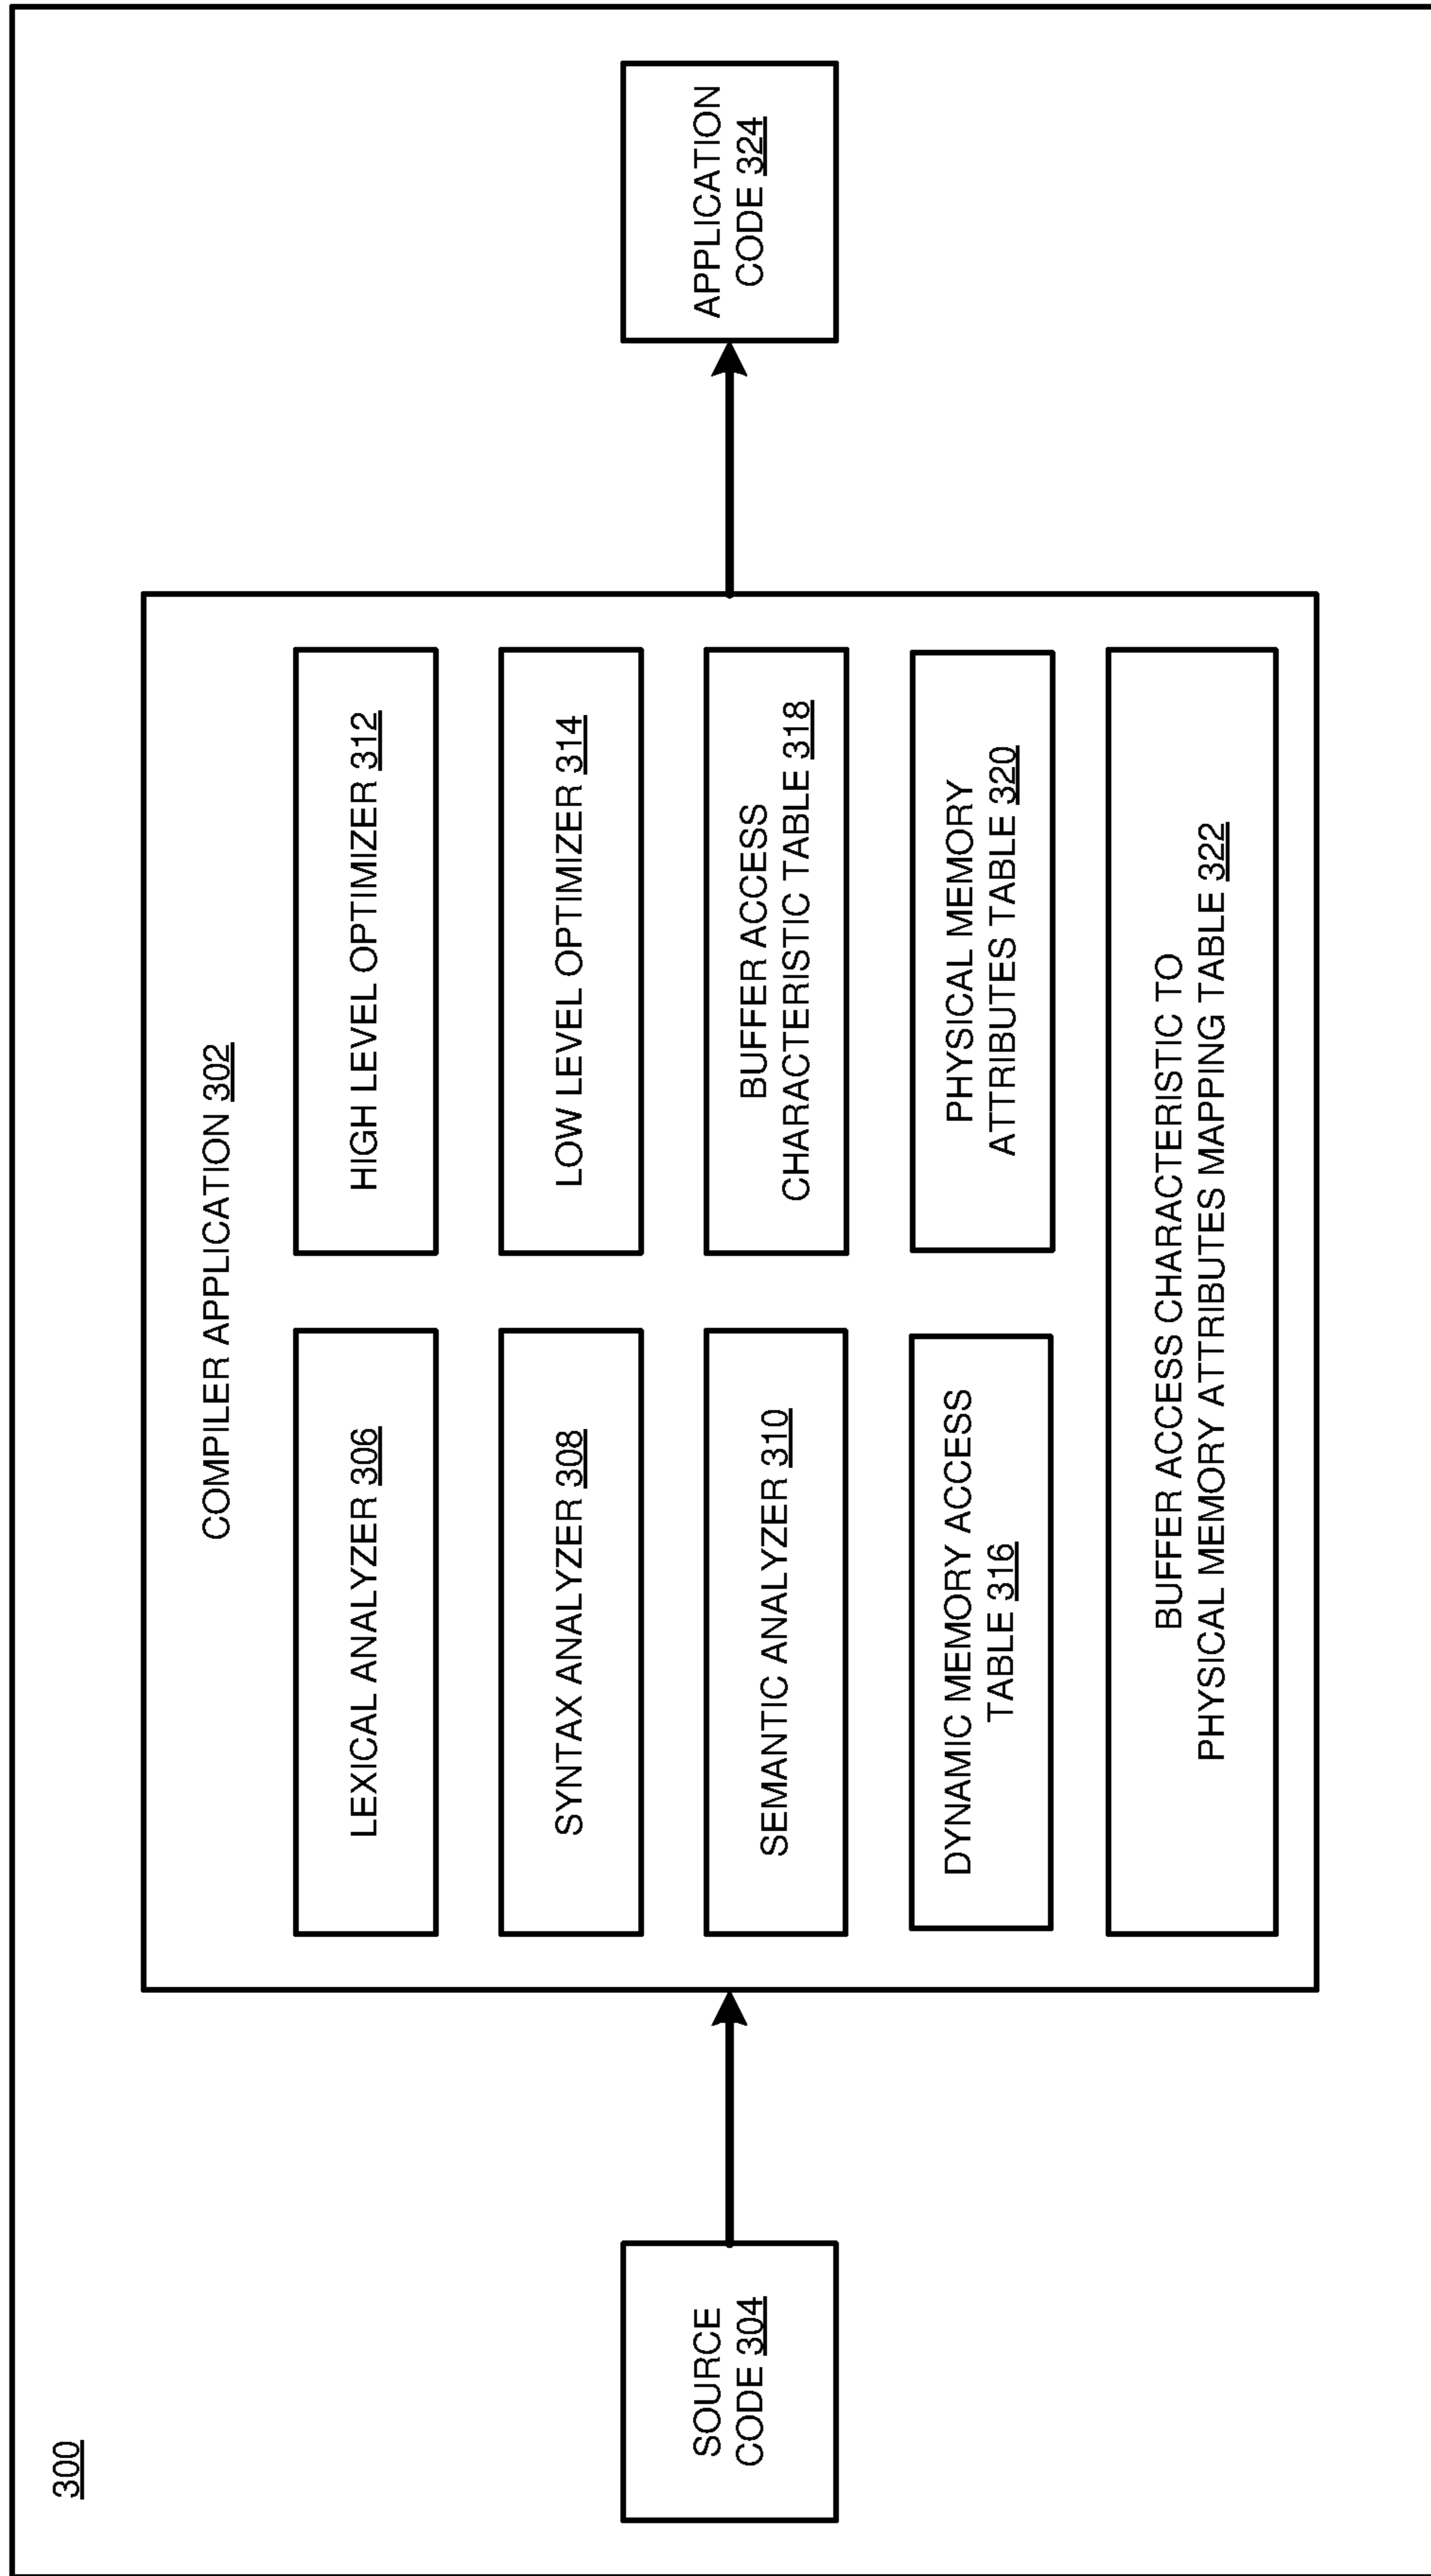 300
COMPILER APPLICATION 302
SOURCE
CODE 304
LEXICAL ANALYZER 306
HIGH LEVEL OPTIMIZER 312
SYNTAX ANALYZER 308
LOW LEVEL OPTIMIZER 314
SEMANTIC ANALYZER 310
BUFFER ACCESS
CHARACTERISTIC TABLE 318
DYNAMIC MEMORY ACCESS
TABLE 316
PHYSICAL MEMORY
ATTRIBUTES TABLE 320
BUFFER ACCESS CHARACTERISTIC TO
PHYSICAL MEMORY ATTRIBUTES MAPPING TABLE 322
APPLICATION
CODE 324